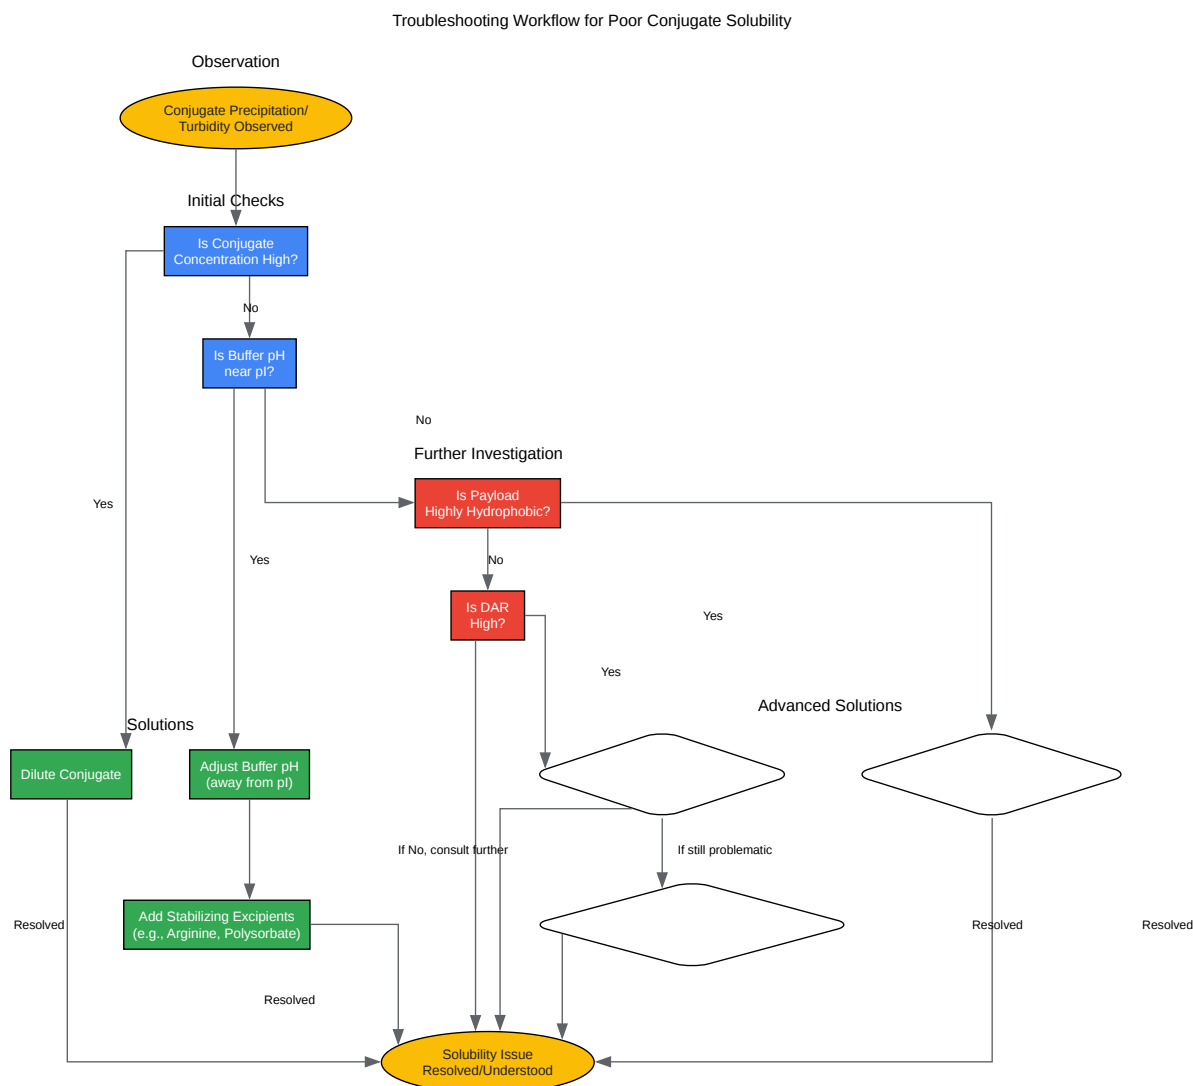 Troubleshooting Workflow for Poor Conjugate Solubility
Observation
Conjugate Precipitation/
Turbidity Observed
Initial Checks
Is Conjugate
Concentration High?
No
Is Buffer pH
near pI?
No
Further Investigation
Is Payload
Highly Hydrophobic?
Yes
Yes
No
Is DAR
High?
Yes
Yes
Advanced Solutions
Solutions
Dilute Conjugate
Adjust Buffer pH
(away from pI)
If No, consult further
If still problematic
Add Stabilizing Excipients
(e.g., Arginine, Polysorbate)
Resolved
Resolved
Resolved
Resolved
Solubility Issue
Resolved/Understood